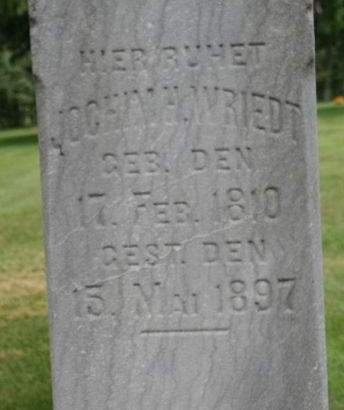 HIER RUHET
JOCHIM H. WRIEDT
GEB. DEN
17. FEB. 1810
GEST. DEN
15. MAI 1897